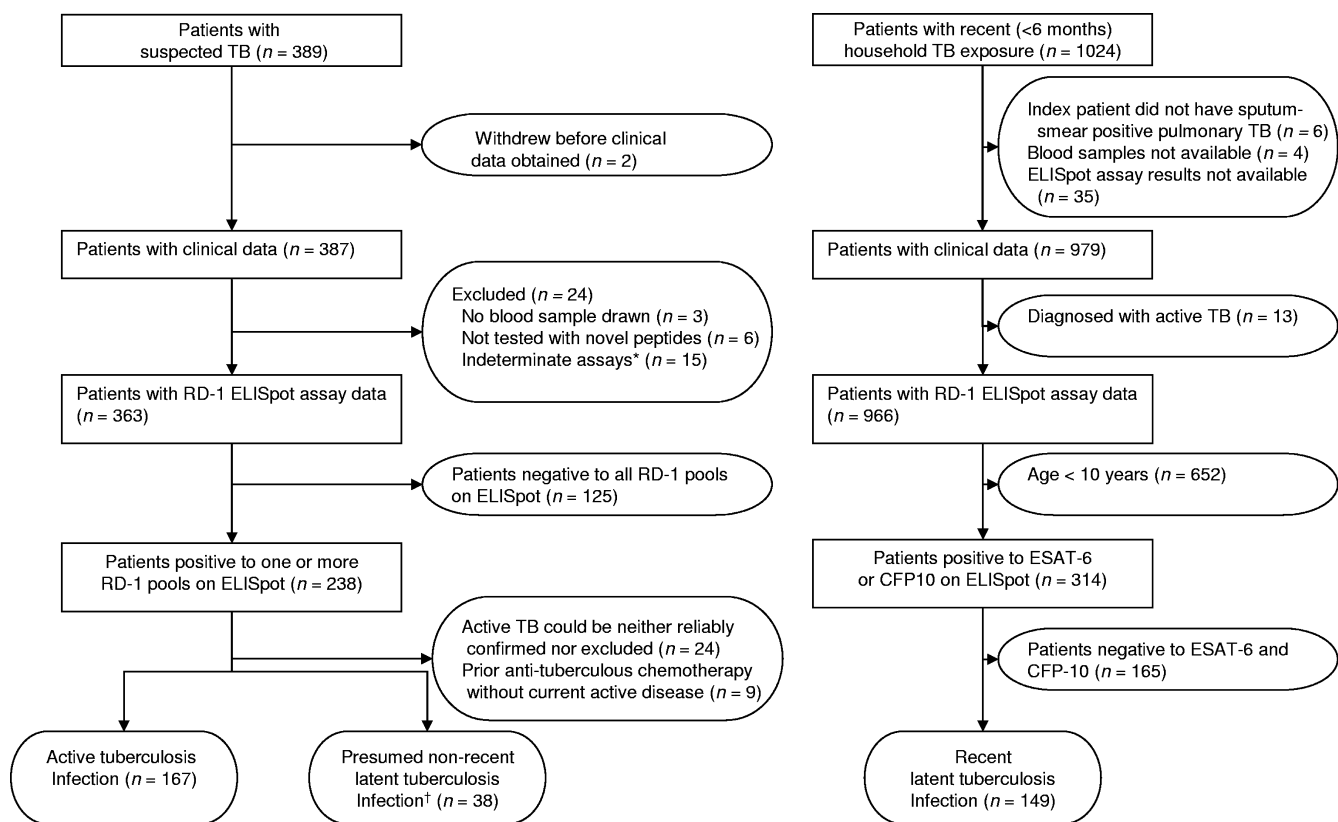 Patients with
suspected TB (n = 389)
Withdrew before clinical
data obtained (n = 2)
Patients with clinical data (n = 387)
Excluded (n = 24)
No blood sample drawn (n = 3)
Not tested with novel peptides (n = 6)
Indeterminate assays* (n = 15)
Patients with RD-1 ELISpot assay data
(n = 363)
Patients negative to all RD-1 pools
on ELISpot (n = 125)
Patients positive to one or more
RD-1 pools on ELISpot (n = 238)
Active TB could be neither reliably
confirmed nor excluded (n = 24)
Prior anti-tuberculous chemotherapy
without current active disease (n = 9)
Active tuberculosis
Infection (n = 167)
Presumed non-recent
latent tuberculosis
Infection† (n = 38)
Patients with recent (<6 months)
household TB exposure (n = 1024)
Index patient did not have sputum-
smear positive pulmonary TB (n = 6)
Blood samples not available (n = 4)
ELISpot assay results not available
(n = 35)
Patients with clinical data (n = 979)
Diagnosed with active TB (n = 13)
Patients with RD-1 ELISpot assay data
(n = 966)
Age < 10 years (n = 652)
Patients positive to ESAT-6
or CFP10 on ELISpot (n = 314)
Patients negative to ESAT-6 and
CFP-10 (n = 165)
Recent
latent tuberculosis
Infection (n = 149)